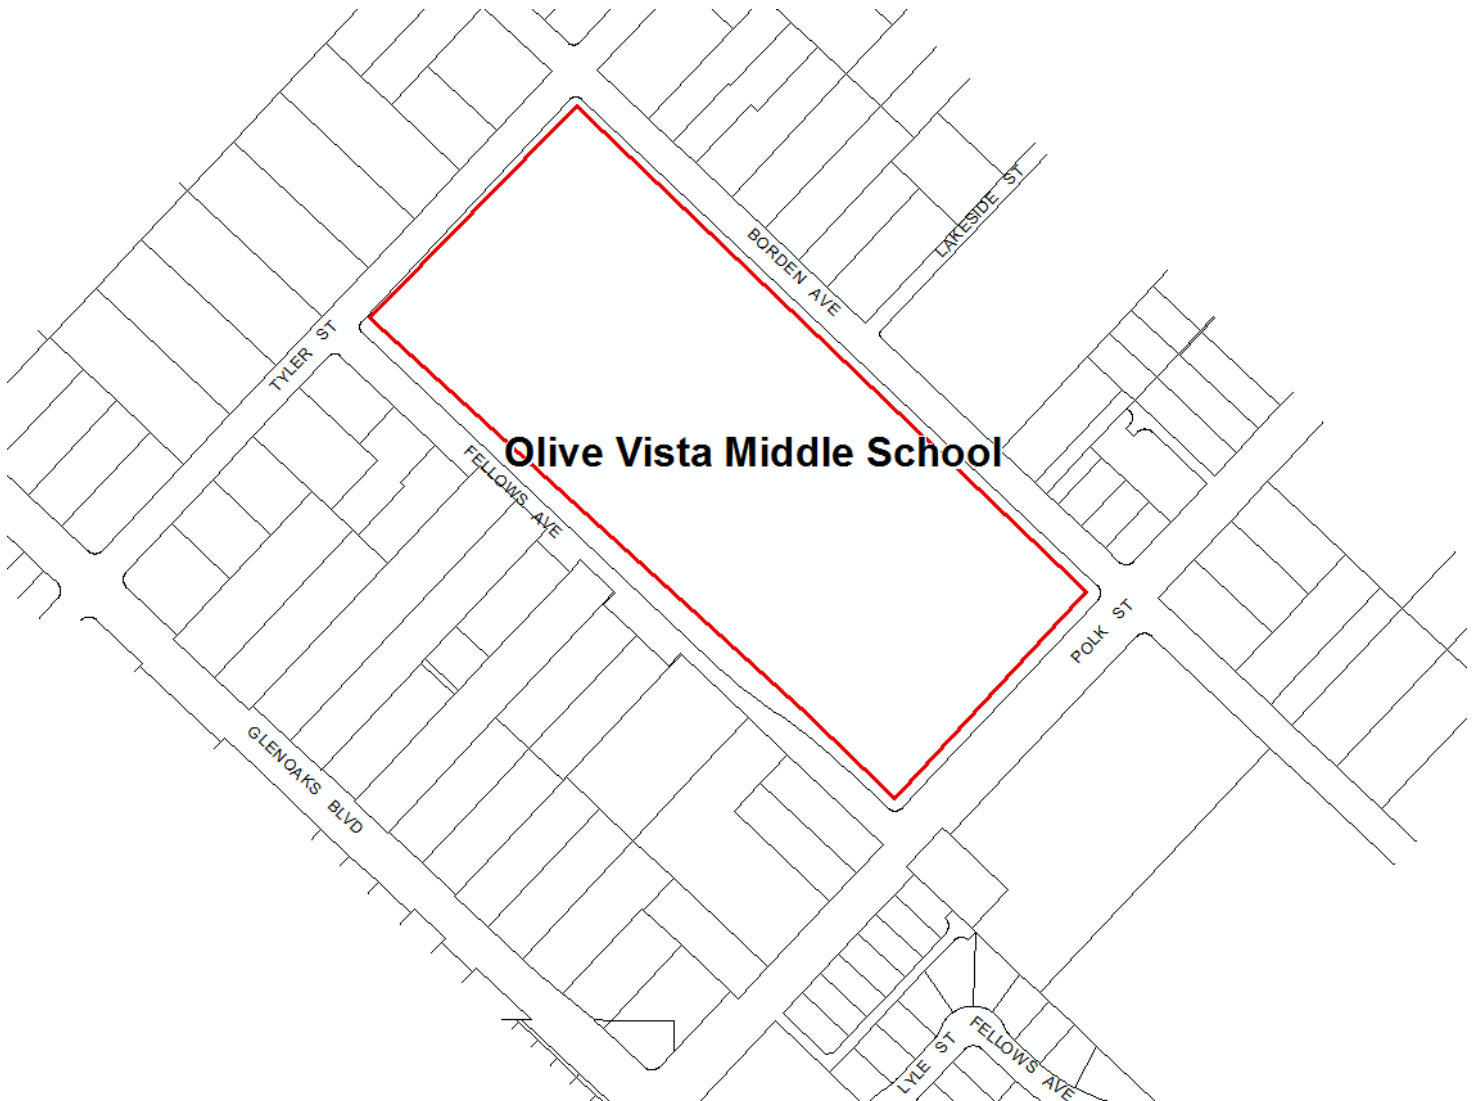 LAKESIDE ST
BORDEN AVE
TYLER ST
Olive Vista Middle School
FELLOWS AVE
POLK ST
GLENOAKS BLVD
LYLE ST
FELLOWS AVE